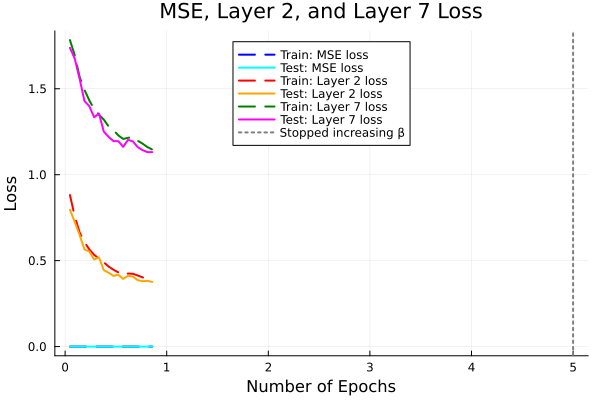 MSE, Layer 2, and Layer 7 Loss
Train: MSE loss
Test: MSE loss
Train: Layer 2 loss
Test: Layer 2 loss
Train: Layer 7 loss
Test: Layer 7 loss
Stopped increasing β
Loss
1.5
1.0
0.5
0.0
0 1 2 3 4 5
Number of Epochs